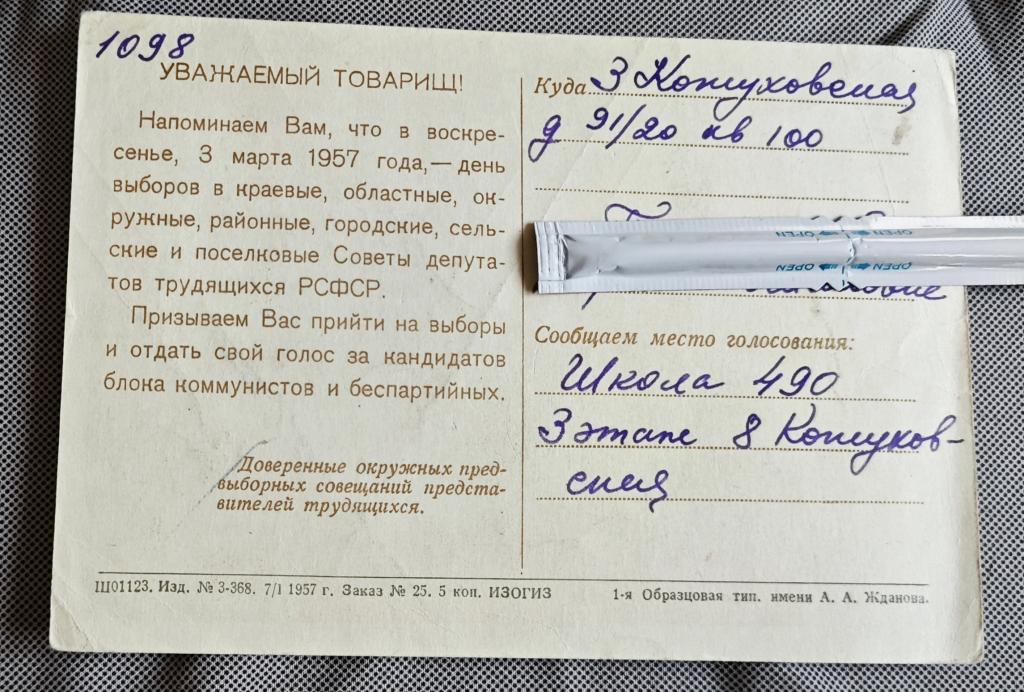 1098
УВАЖАЕМЫЙ ТОВАРИЩ!
Напоминаем Вам, что в воскре-
сенье, 3 марта 1957 года,— день
выборов в краевые, областные, ок-
ружные, районные, городские, сель-
ские и поселковые Советы депута-
тов трудящихся РСФСР.
Призываем Вас прийти на выборы
и отдать свой голос за кандидатов
блока коммунистов и беспартийных.
Доверенные окружных пред-
выборных совещаний предста-
вителей трудящихся.
Куда 3 Кожуховская
д 91/20 кв 100
OPEN OPEN
OPEN OPEN
Сообщаем место голосования:
Школа 490
3 этаж 8 Кожухов-
ская
Ш01123. Изд. № 3-368. 7/I 1957 г. Заказ № 25. 5 коп. ИЗОГИЗ
1-я Образцовая тип. имени А. А. Жданова.